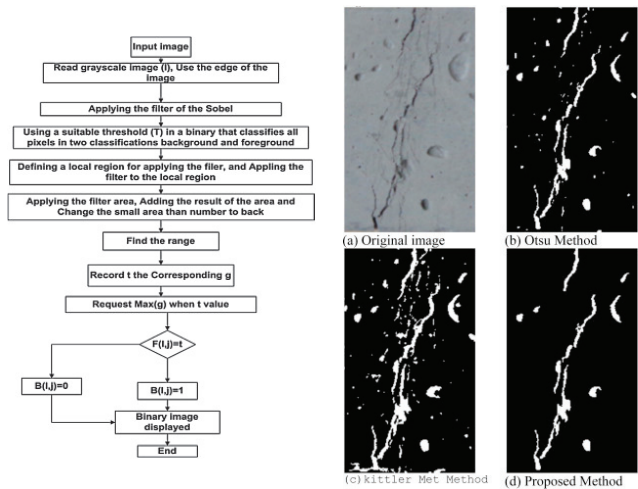 Input image
Read grayscale image (I), Use the edge of the
Image
Applying the filter of the Sobel
Using a suitable threshold (T) in a binary that classifies all
pixels in two classifications background and foreground
Defining a local region for applying the filer, and Appling the
filter to the local region
Applying the filter area, Adding the result of the area and
Change the small area than number to back
Find the range
Record t the Corresponding g
Request Max(g) when t value
F(I,j)=t
B(I,j)=0
B(I,j)=1
Binary image
displayed
End
(a) Original image
(b) Otsu Method
(c)kittler Met Method
(d) Proposed Method